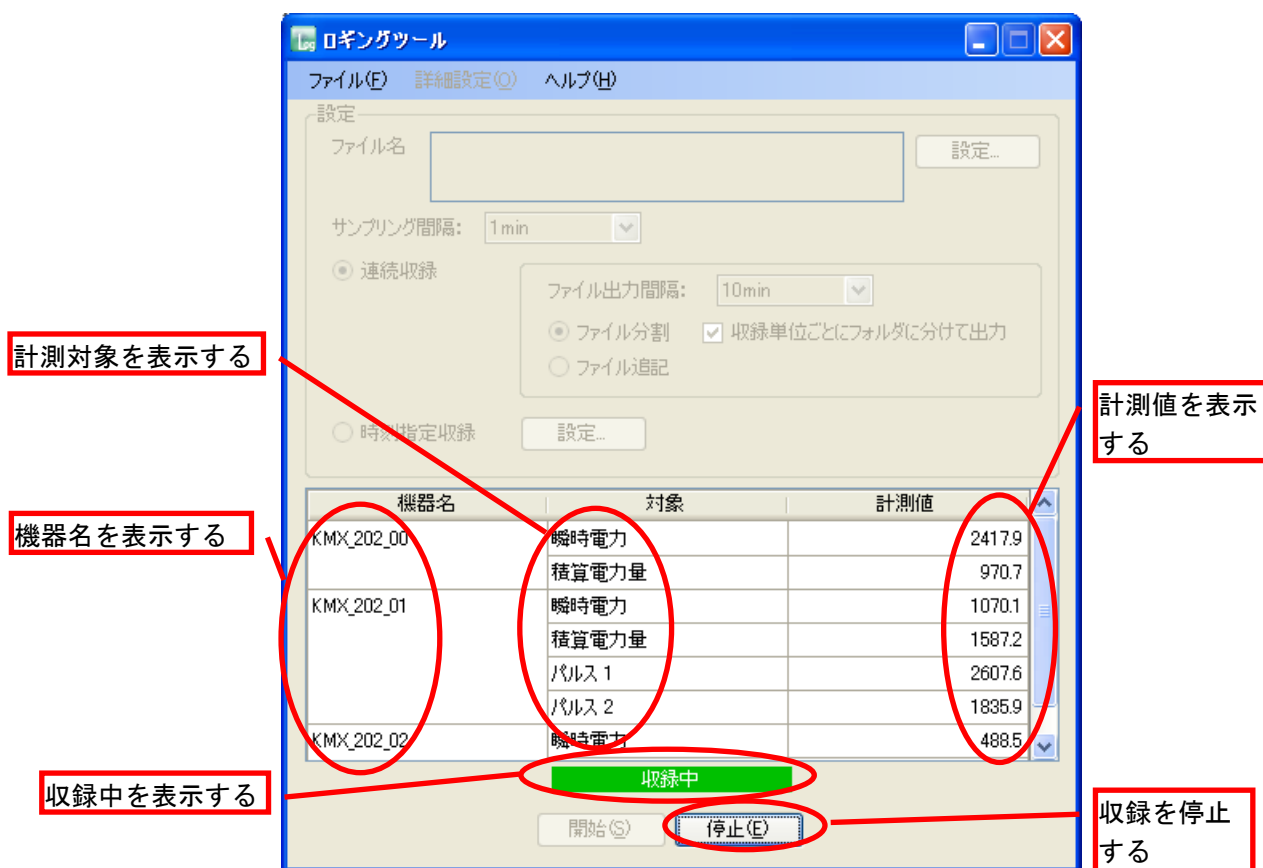 Log ロギングツール
ファイル(F) 詳細設定(O) ヘルプ(H)
設定
ファイル名
設定...
サンプリング間隔: 1min
連続収録
ファイル出力間隔: 10min
ファイル分割 収録単位ごとにフォルダに分けて出力
ファイル追記
計測対象を表示する
計測値を表示
する
時刻指定収録 設定...
機器名 対象 計測値
機器名を表示する
KMX_202_00 瞬時電力 2417.9
積算電力量 970.7
KMX_202_01 瞬時電力 1070.1
積算電力量 1587.2
パルス 1 2607.6
パルス 2 1835.9
KMX_202_02 瞬時電力 488.5
収録中を表示する
収録中
開始(S) 停止(E)
収録を停止
する